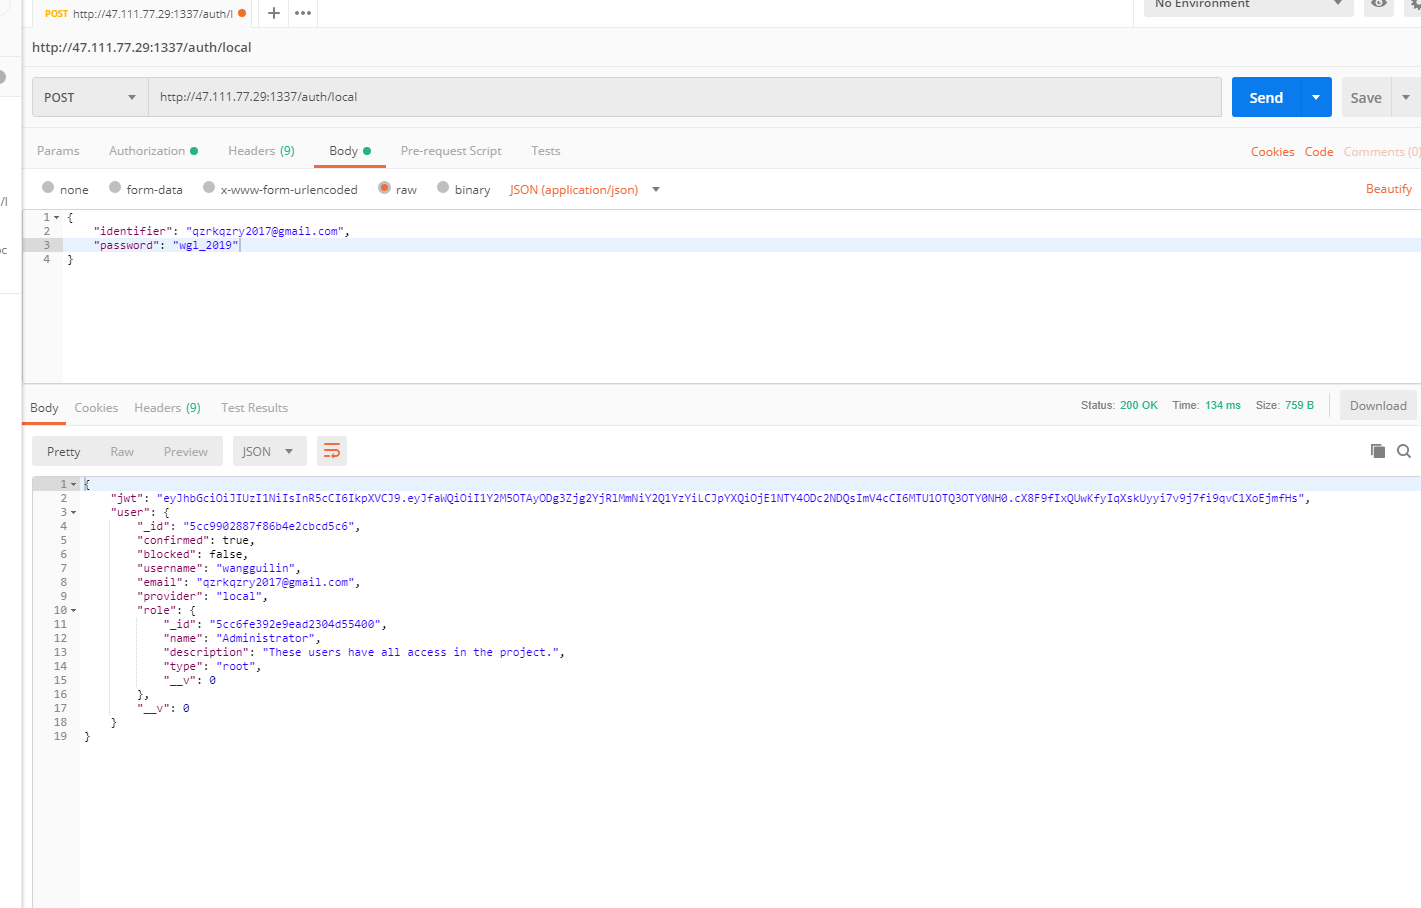 POST http://47.111.77.29:1337/auth/l
No Environment
http://47.111.77.29:1337/auth/local
POST http://47.111.77.29:1337/auth/local Send Save
Params Authorization Headers (9) Body Pre-request Script Tests Cookies Code Comments (0)
none form-data x-www-form-urlencoded raw binary JSON (application/json) Beautify
1 {
2 "identifier": "qzrkqzry2017@gmail.com",
3 "password": "wgl_2019"
4 }
Body Cookies Headers (9) Test Results Status: 200 OK Time: 134 ms Size: 759 B Download
Pretty Raw Preview JSON
1 {
2 "jwt": "eyJhbGciOiJIUzI1NiIsInR5cCI6IkpXVCJ9.eyJfaWQiOiI1Y2M5OTAyODg3Zjg2YjRlMmNiY2Q1YzYiLCJpYXQiOjE1NTY4ODc2NDQsImV4cCI6MTU1OTQ3OTY0NH0.cX8F9fIxQUwKfyIqXskUyyi7v9j7fi9qvC1XoEjmfHs",
3 "user": {
4 "_id": "5cc9902887f86b4e2cbcd5c6",
5 "confirmed": true,
6 "blocked": false,
7 "username": "wangguilin",
8 "email": "qzrkqzry2017@gmail.com",
9 "provider": "local",
10 "role": {
11 "_id": "5cc6fe392e9ead2304d55400",
12 "name": "Administrator",
13 "description": "These users have all access in the project.",
14 "type": "root",
15 "__v": 0
16 },
17 "__v": 0
18 }
19 }